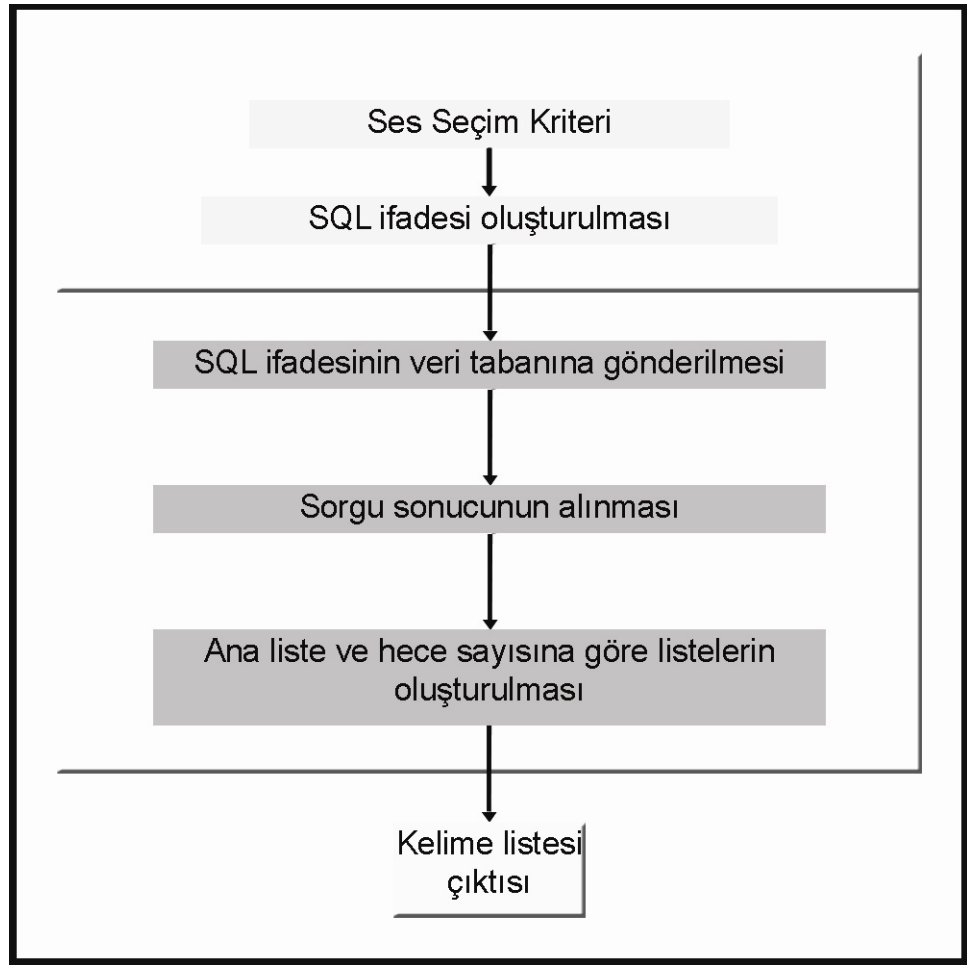 Ses Seçim Kriteri
SQL ifadesi oluşturulması
SQL ifadesinin veri tabanına gönderilmesi
Sorgu sonucunun alınması
Ana liste ve hece sayısına göre listelerin
oluşturulması
Kelime listesi
çıktısı